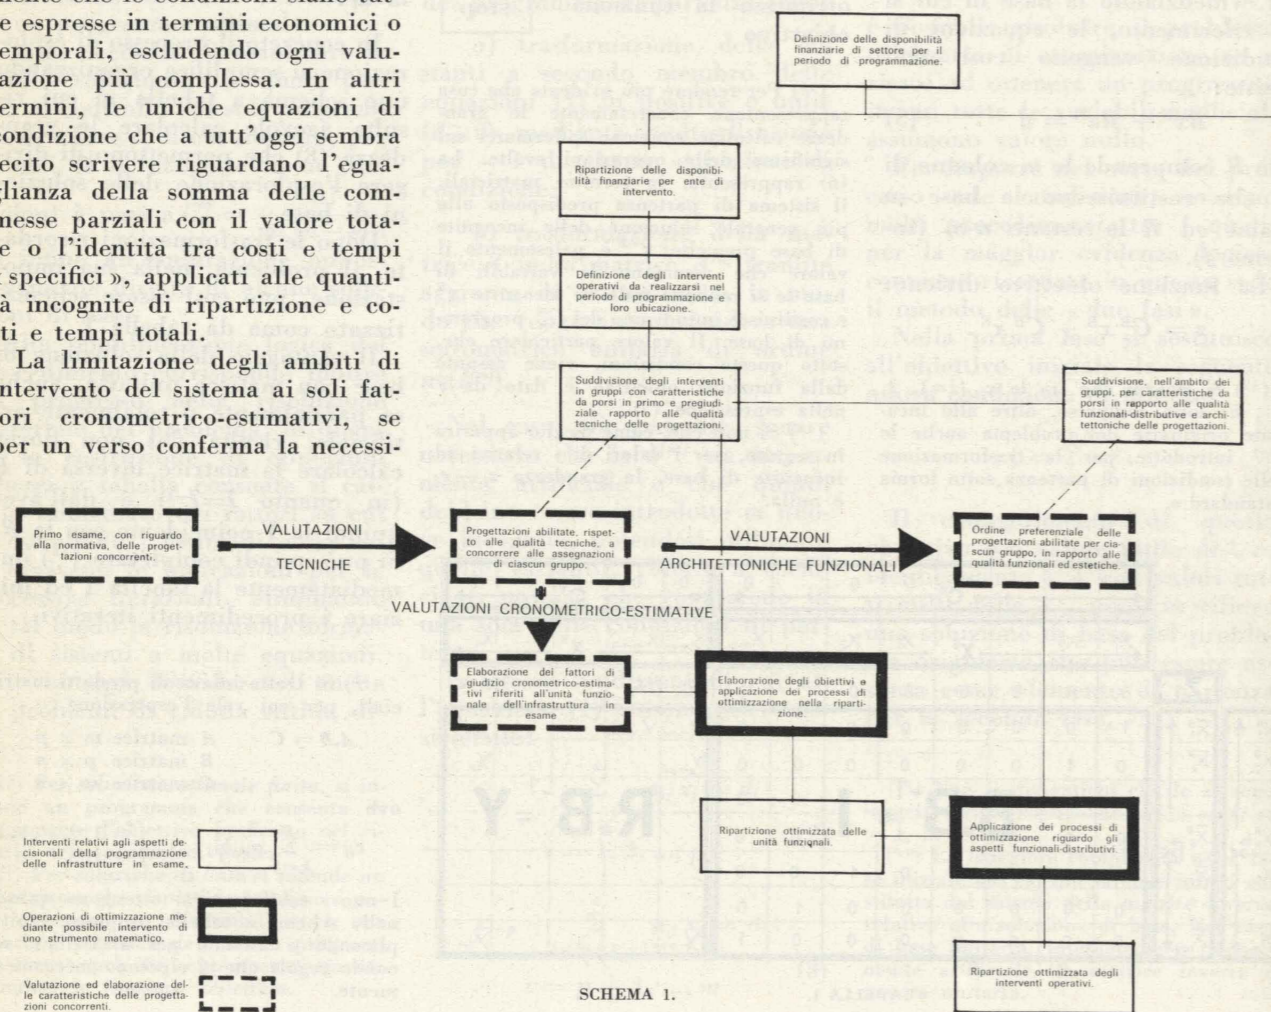 e espresse in termini economici o
emporali, escludendo ogni valu-
azione più complessa. In altri
ermini, le uniche equazioni di
condizione che a tutt'oggi sembra
ecito scrivere riguardano l'egua-
glianza della somma delle com-
messe parziali con il valore tota-
e o l'identità tra costi e tempi
« specifici », applicati alle quanti-
à incognite di ripartizione e co-
ti e tempi totali.
La limitazione degli ambiti di
ntervento del sistema ai soli fat-
ori cronometrico-estimativi, se
per un verso conferma la necessi-
Definizione delle disponibilità
finanziarie di settore per il
periodo di programmazione.
Ripartizione delle disponibi-
lità finanziarie per ente di
intervento.
Definizione degli interventi
operativi da realizzarsi nel
periodo di programmazione e
loro ubicazione.
Suddivisione degli interventi
in gruppi con caratteristiche
da porsi in primo e pregiudi-
ziale rapporto alle qualità
tecniche delle progettazioni.
Suddivisione, nell'ambito dei
gruppi, per caratteristiche da
porsi in rapporto alle qualità
funzionali-distributive e archi-
tettoniche delle progettazioni.
Primo esame, con riguardo
alla normativa, delle proget-
tazioni concorrenti.
VALUTAZIONI
TECNICHE
Progettazioni abilitate, rispet-
to alle qualità tecniche, a
concorrere alle assegnazioni
di ciascun gruppo.
VALUTAZIONI
ARCHITETTONICHE FUNZIONALI
Ordine preferenziale delle
progettazioni abilitate per cia-
scun gruppo, in rapporto alle
qualità funzionali ed estetiche.
VALUTAZIONI CRONOMETRICO-ESTIMATIVE
Elaborazione dei fattori di
giudizio cronometrico-estima-
tivi riferiti all'unità funzio-
nale dell'infrastruttura in
esame
Elaborazione degli obiettivi e
applicazione dei processi di
ottimizzazione nella riparti-
zione.
Ripartizione ottimizzata delle
unità funzionali.
Applicazione dei processi di
ottimizzazione riguardo gli
aspetti funzionali-distributivi.
Ripartizione ottimizzata degli
interventi operativi.
Interventi relativi agli aspetti de-
cisionali della programmazione
delle infrastrutture in esame.
Operazioni di ottimizzazione me
diante possibile intervento di
uno strumento matematico.
Valutazione ed elaborazione del-
le caratteristiche delle progetta-
zioni concorrenti.
SCHEMA 1.